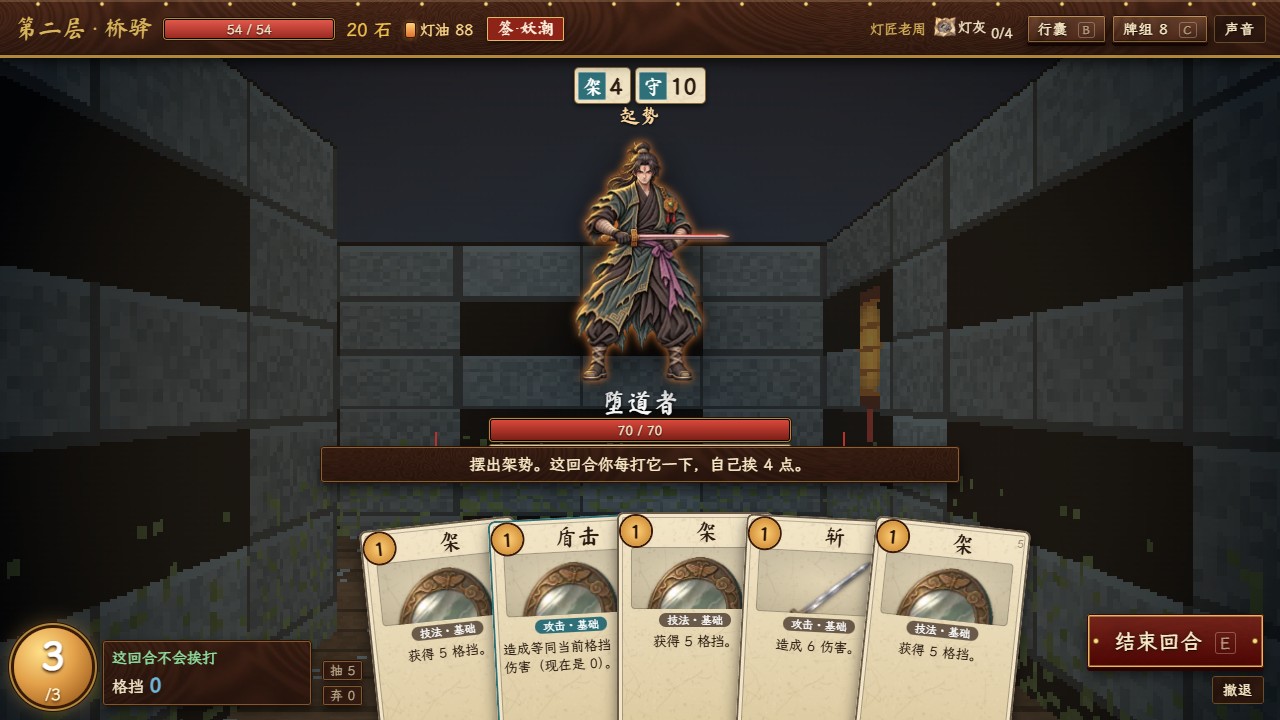 第二层·桥驿
54 / 54
20 石
灯油 88
签·妖潮
灯匠老周
灯灰 0/4
行囊 B
牌组 8 C
声音
架 4
守 10
起势
堕道者
70 / 70
摆出架势。这回合你每打它一下，自己挨 4 点。
1
架
技法·基础
获得 5 格挡。
1
盾击
攻击·基础
造成等同当前格挡
伤害（现在是 0）。
1
架
技法·基础
获得 5 格挡。
1
斩
攻击·基础
造成 6 伤害。
1
架
5
技法·基础
获得 5 格挡。
3
/3
这回合不会挨打
格挡 0
抽 5
弃 0
结束回合 E
撤退